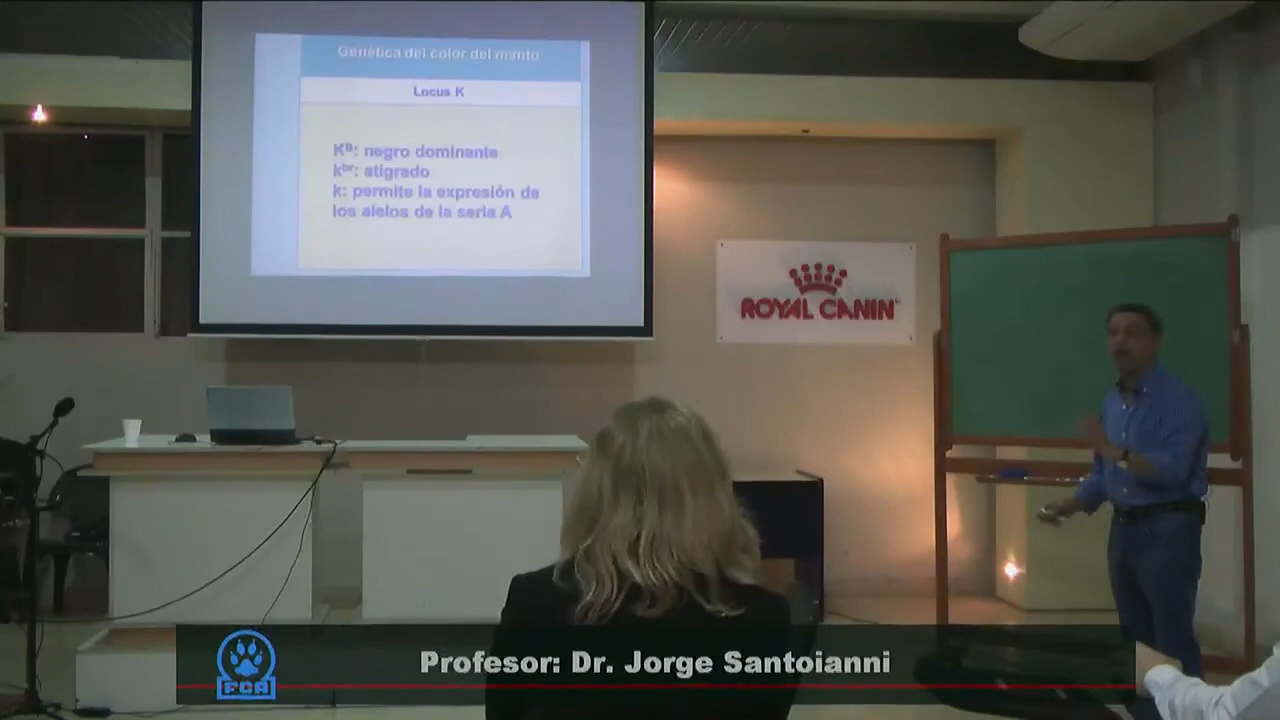 Genética del color del manto
Locus K
Kᴮ: negro dominante
kᵇʳ: atigrado
k: permite la expresión de
los alelos de la seria A
ROYAL CANIN
Profesor: Dr. Jorge Santoianni
FCA